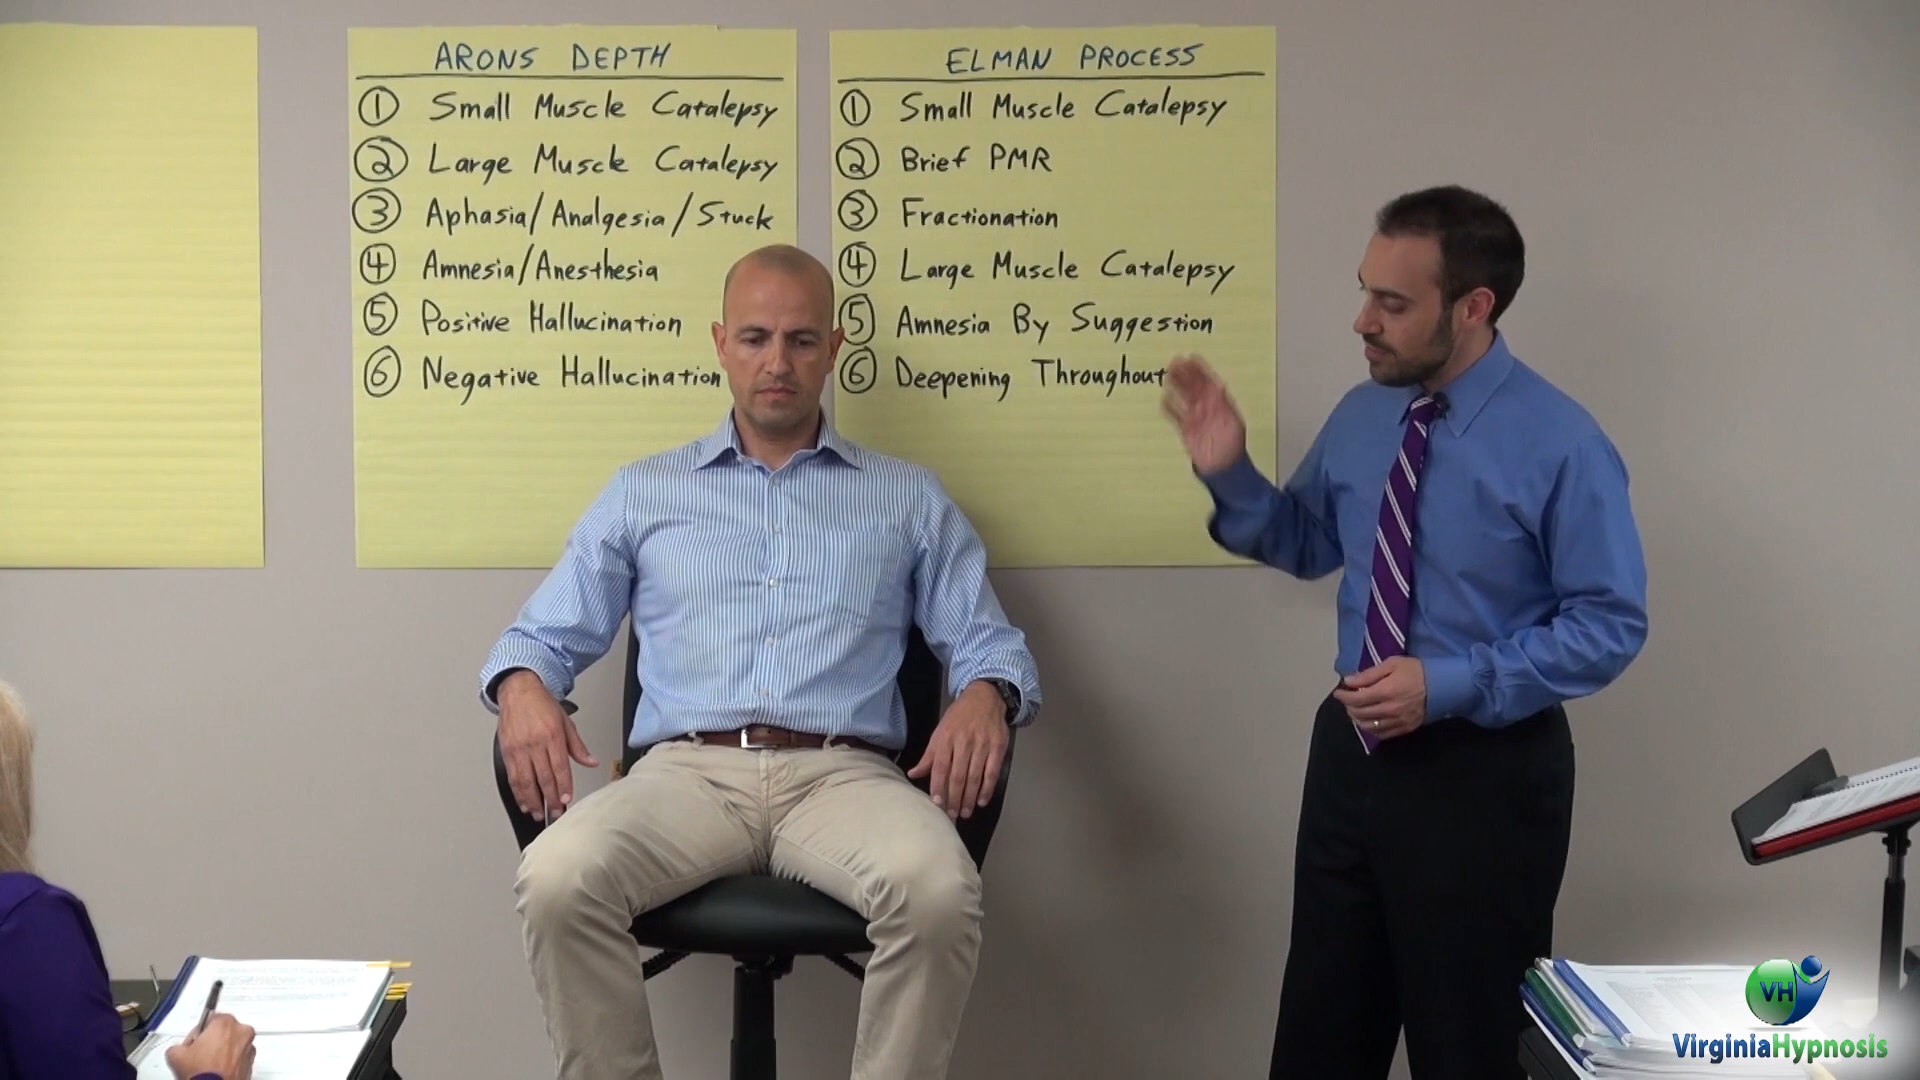 ARONS DEPTH
1 Small Muscle Catalepsy
2 Large Muscle Catalepsy
3 Aphasia/Analgesia/Stuck
4 Amnesia/Anesthesia
5 Positive Hallucination
6 Negative Hallucination
ELMAN PROCESS
1 Small Muscle Catalepsy
2 Brief PMR
3 Fractionation
4 Large Muscle Catalepsy
5 Amnesia By Suggestion
6 Deepening Throughout
VH
VirginiaHypnosis